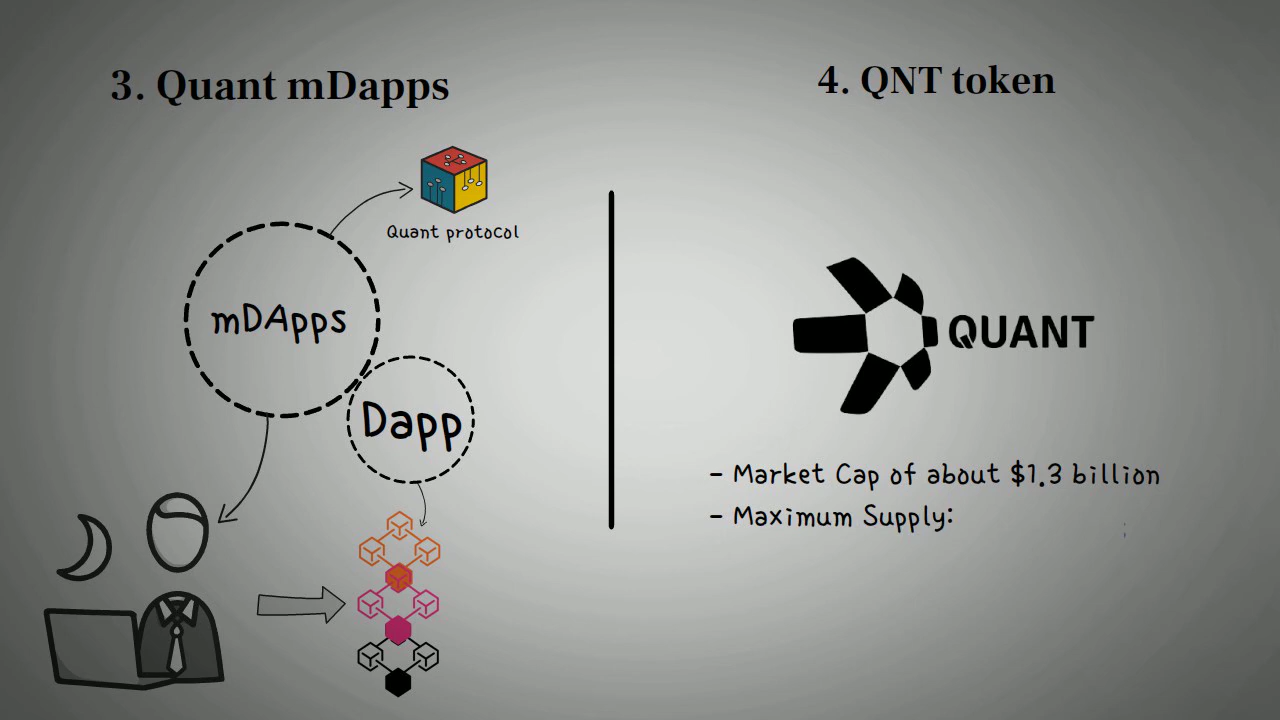 3. Quant mDapps
Quant protocol
mDApps
Dapp
4. QNT token
QUANT
- Market Cap of about $1.3 billion
- Maximum Supply: